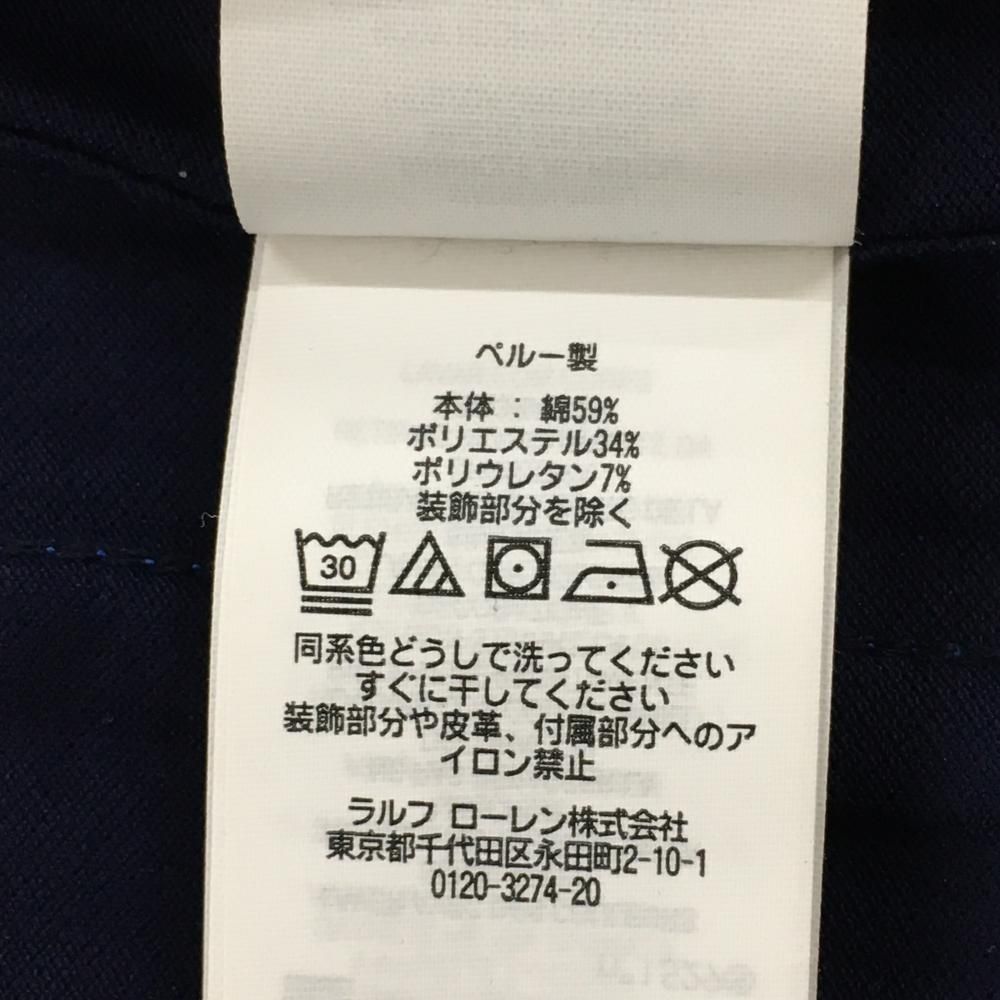 ペルー製
本体 : 綿59%
ポリエステル34%
ポリウレタン7%
装飾部分を除く
30
同系色どうしで洗ってください
すぐに干してください
装飾部分や皮革、付属部分へのア
イロン禁止
ラルフ ローレン株式会社
東京都千代田区永田町2-10-1
0120-3274-20